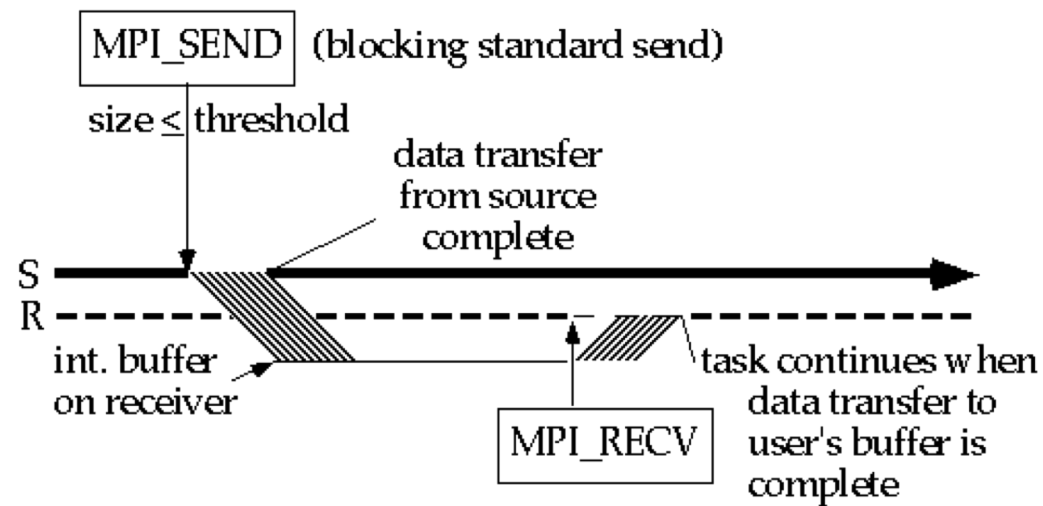 MPI_SEND (blocking standard send)
size ≤ threshold
data transfer
from source
complete
S
R
int. buffer
on receiver
MPI_RECV
task continues when
data transfer to
user's buffer is
complete